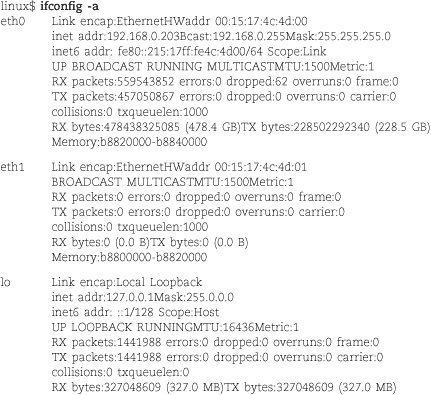 linux$ ifconfig -a
eth0 Link encap:EthernetHWaddr 00:15:17:4c:4d:00
inet addr:192.168.0.203Bcast:192.168.0.255Mask:255.255.255.0
inet6 addr: fe80::215:17ff:fe4c:4d00/64 Scope:Link
UP BROADCAST RUNNING MULTICASTMTU:1500Metric:1
RX packets:559543852 errors:0 dropped:62 overruns:0 frame:0
TX packets:457050867 errors:0 dropped:0 overruns:0 carrier:0
collisions:0 txqueuelen:1000
RX bytes:478438325085 (478.4 GB)TX bytes:228502292340 (228.5 GB)
Memory:b8820000-b8840000
eth1 Link encap:EthernetHWaddr 00:15:17:4c:4d:01
BROADCAST MULTICASTMTU:1500Metric:1
RX packets:0 errors:0 dropped:0 overruns:0 frame:0
TX packets:0 errors:0 dropped:0 overruns:0 carrier:0
collisions:0 txqueuelen:1000
RX bytes:0 (0.0 B)TX bytes:0 (0.0 B)
Memory:b8800000-b8820000
lo Link encap:Local Loopback
inet addr:127.0.0.1Mask:255.0.0.0
inet6 addr: ::1/128 Scope:Host
UP LOOPBACK RUNNINGMTU:16436Metric:1
RX packets:1441988 errors:0 dropped:0 overruns:0 frame:0
TX packets:1441988 errors:0 dropped:0 overruns:0 carrier:0
collisions:0 txqueuelen:0
RX bytes:327048609 (327.0 MB)TX bytes:327048609 (327.0 MB)